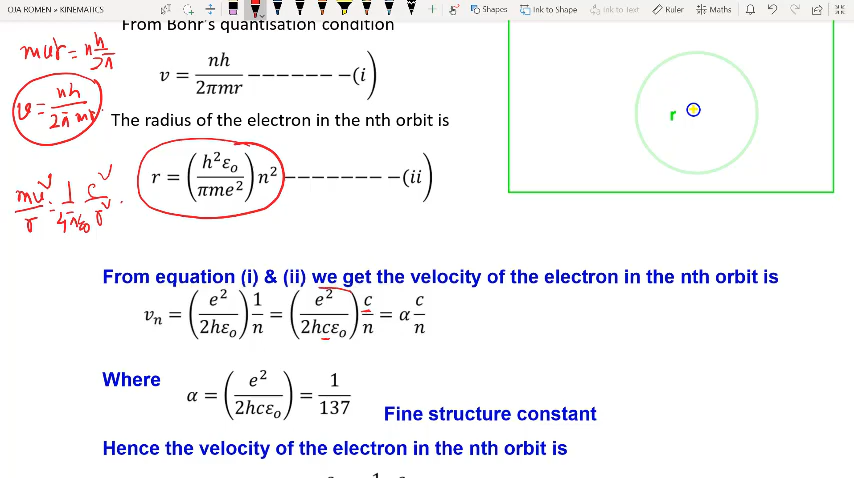 OJA ROMEN » KINEMATICS
Shapes
Ink to Shape
Ink to Text
Ruler
Maths
From Bohr's quantisation condition
mvr = n h/2π
v = nh/2πmr − − − − − − −(i)
v = nh/2πmr
The radius of the electron in the nth orbit is
r
r = (h²ε₀/πme²) n² − − − − − − − −(ii)
mv²/r = 1/4πε₀ e²/r²
From equation (i) & (ii) we get the velocity of the electron in the nth orbit is
vₙ = (e²/2hε₀) 1/n = (e²/2hcε₀) c/n = α c/n
Where
α = (e²/2hcε₀) = 1/137
Fine structure constant
Hence the velocity of the electron in the nth orbit is